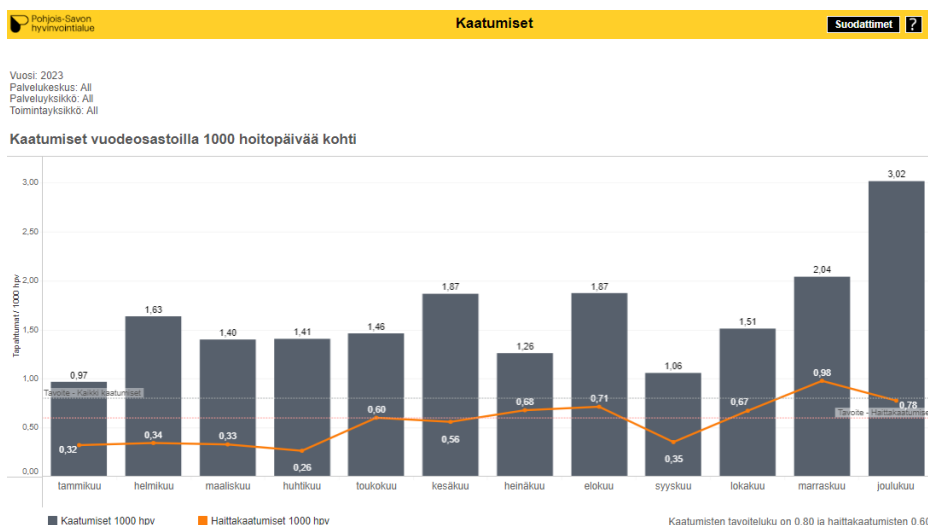 Pohjois-Savon
hyvinvointialue
Kaatumiset
Suodattimet ?
Vuosi: 2023
Palvelukeskus: All
Palveluyksikkö: All
Toimintayksikkö: All
Kaatumiset vuodeosastoilla 1000 hoitopäivää kohti
Tapahtumat / 1000 hpv
3,00
2,50
2,00
1,50
1,00
0,50
0,00
0,97 1,63 1,40 1,41 1,46 1,87 1,26 1,87 1,06 1,51 2,04 3,02
Tavoite - Kaikki kaatumiset
Tavoite - Haittakaatumise
0,32 0,34 0,33 0,26 0,60 0,56 0,68 0,71 0,35 0,67 0,98 0,78
tammikuu helmikuu maaliskuu huhtikuu toukokuu kesäkuu heinäkuu elokuu syyskuu lokakuu marraskuu joulukuu
Kaatumiset 1000 hpv Haittakaatumiset 1000 hpv
Kaatumisten tavoiteluku on 0.80 ja haittakaatumisten 0.60